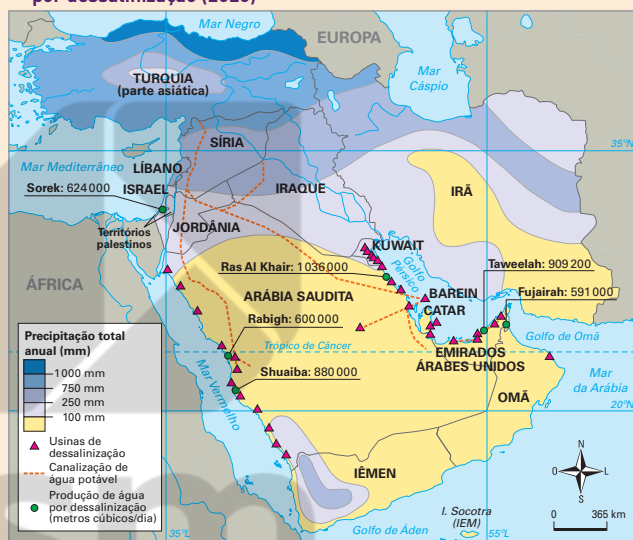 por dessalinização (2020)
Mar Negro
EUROPA
TURQUIA
(parte asiática)
Mar
Cáspio
35°N
SÍRIA
Mar Mediterrâneo
LÍBANO
Sorek: 624 000
ISRAEL
IRAQUE
IRÃ
Territórios
palestinos
JORDÂNIA
KUWAIT
Ras Al Khair: 1 036 000
Golfo
Pérsico
Taweelah: 909 200
ÁFRICA
ARÁBIA SAUDITA
BAREIN
CATAR
Fujairah: 591 000
Rabigh: 600 000
Golfo de Omã
Trópico de Câncer
EMIRADOS
ÁRABES UNIDOS
Shuaiba: 880 000
Mar Vermelho
Mar
da Arábia
OMÃ
20°N
IÊMEN
I. Socotra
(IEM)
Golfo de Áden
35°L
55°L
Precipitação total
anual (mm)
1 000 mm
750 mm
250 mm
100 mm
Usinas de
dessalinização
Canalização de
água potável
Produção de água
por dessalinização
(metros cúbicos/dia)
N
O
L
S
0 365 km
sm